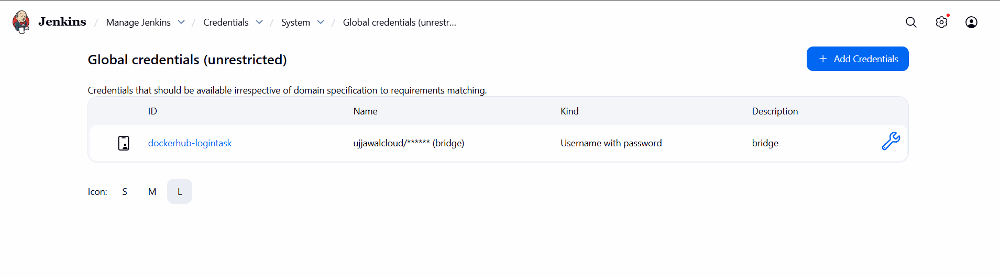 Jenkins / Manage Jenkins / Credentials / System / Global credentials (unrestr...
Global credentials (unrestricted)
+ Add Credentials
Credentials that should be available irrespective of domain specification to requirements matching.
ID Name Kind Description
dockerhub-logintask ujjawalcloud/****** (bridge) Username with password bridge
Icon: S M L